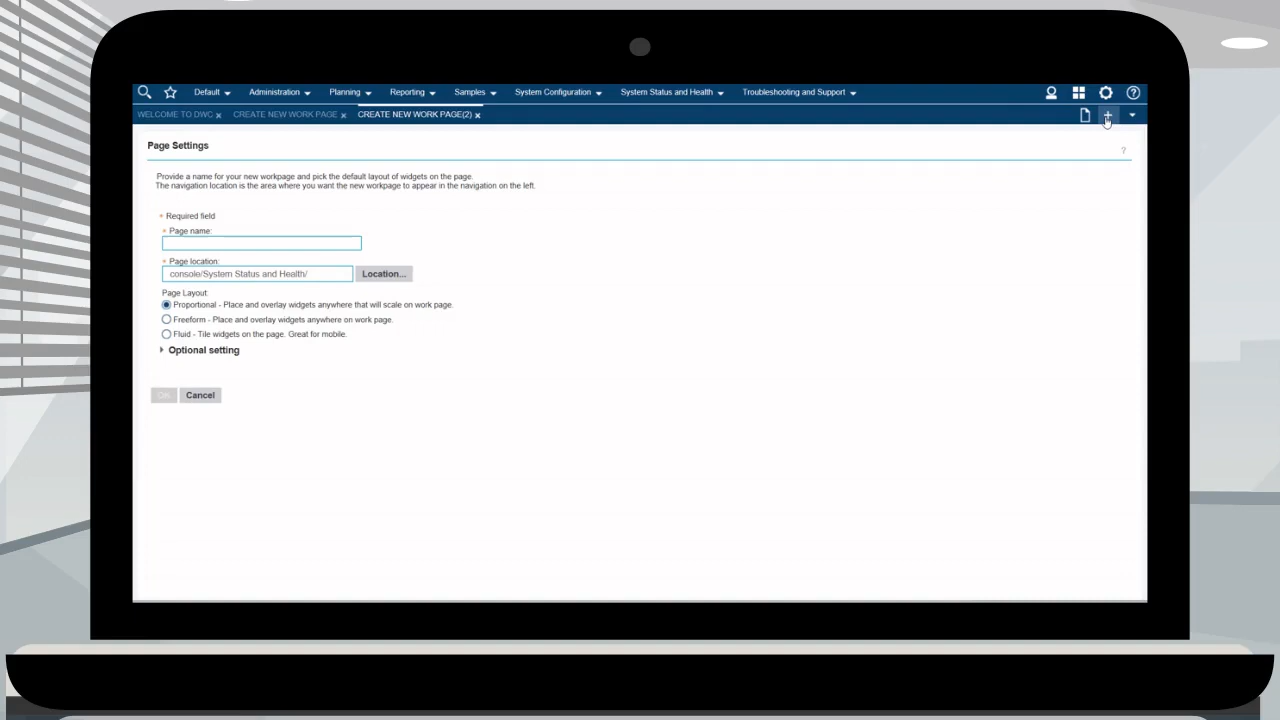 Default Administration Planning Reporting Samples System Configuration System Status and Health Troubleshooting and Support
WELCOME TO DWC CREATE NEW WORK PAGE CREATE NEW WORK PAGE(2)
Page Settings
?
Provide a name for your new workpage and pick the default layout of widgets on the page.
The navigation location is the area where you want the new workpage to appear in the navigation on the left.
* Required field
* Page name:
* Page location:
console/System Status and Health/ Location...
Page Layout
Proportional - Place and overlay widgets anywhere that will scale on work page.
Freeform - Place and overlay widgets anywhere on work page.
Fluid - Tile widgets on the page. Great for mobile.
Optional setting
OK Cancel